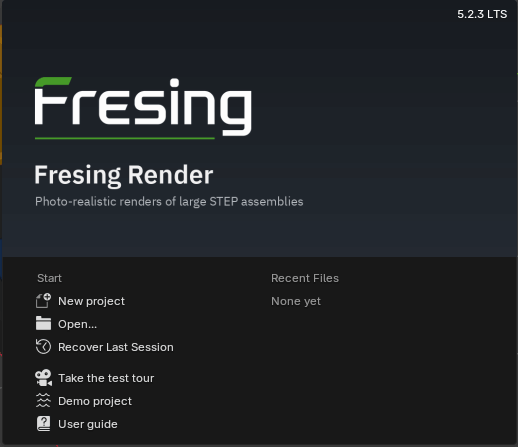 5.2.3 LTS
Fresing
Fresing Render
Photo-realistic renders of large STEP assemblies
Start
New project
Open...
Recover Last Session
Take the test tour
Demo project
User guide
Recent Files
None yet